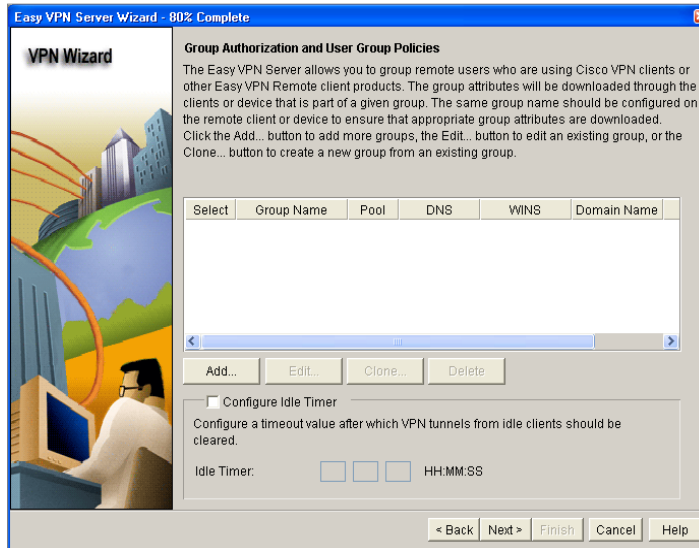 Easy VPN Server Wizard - 80% Complete
VPN Wizard
Group Authorization and User Group Policies
The Easy VPN Server allows you to group remote users who are using Cisco VPN clients or
other Easy VPN Remote client products. The group attributes will be downloaded through the
clients or device that is part of a given group. The same group name should be configured on
the remote client or device to ensure that appropriate group attributes are downloaded.
Click the Add... button to add more groups, the Edit... button to edit an existing group, or the
Clone... button to create a new group from an existing group.
Select Group Name Pool DNS WINS Domain Name
Add... Edit... Clone... Delete
Configure Idle Timer
Configure a timeout value after which VPN tunnels from idle clients should be
cleared.
Idle Timer: HH:MM:SS
< Back Next > Finish Cancel Help